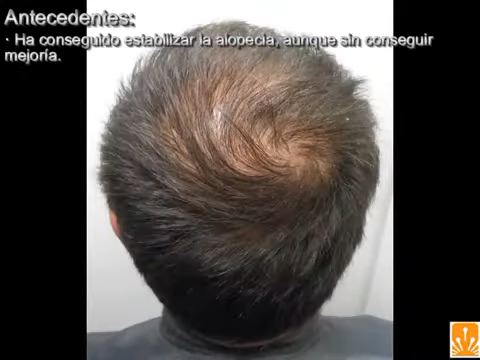 Antecedentes:
· Ha conseguido estabilizar la alopecia, aunque sin conseguir
mejoría.